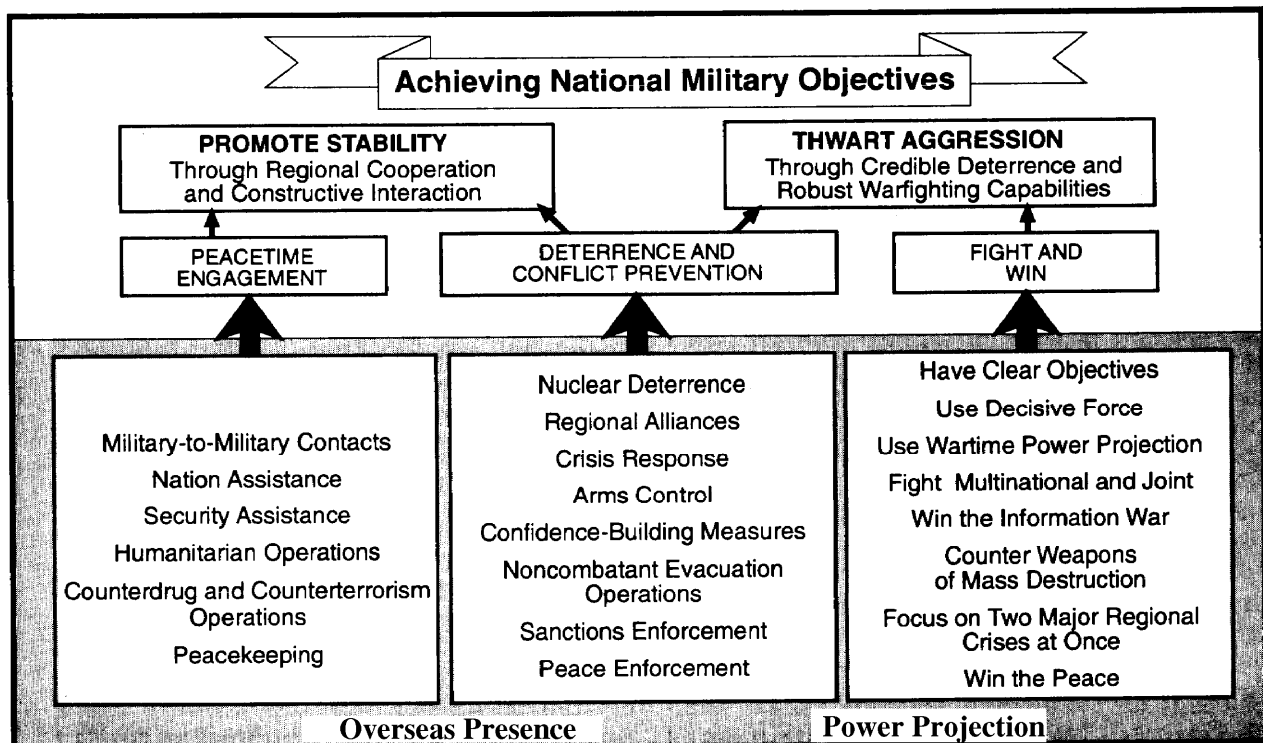 Achieving National Military Objectives
PROMOTE STABILITY
Through Regional Cooperation
and Constructive Interaction
THWART AGGRESSION
Through Credible Deterrence and
Robust Warfighting Capabilities
PEACETIME
ENGAGEMENT
DETERRENCE AND
CONFLICT PREVENTION
FIGHT AND
WIN
Military-to-Military Contacts
Nation Assistance
Security Assistance
Humanitarian Operations
Counterdrug and Counterterrorism
Operations
Peacekeeping
Nuclear Deterrence
Regional Alliances
Crisis Response
Arms Control
Confidence-Building Measures
Noncombatant Evacuation
Operations
Sanctions Enforcement
Peace Enforcement
Have Clear Objectives
Use Decisive Force
Use Wartime Power Projection
Fight Multinational and Joint
Win the Information War
Counter Weapons
of Mass Destruction
Focus on Two Major Regional
Crises at Once
Win the Peace
Overseas Presence
Power Projection